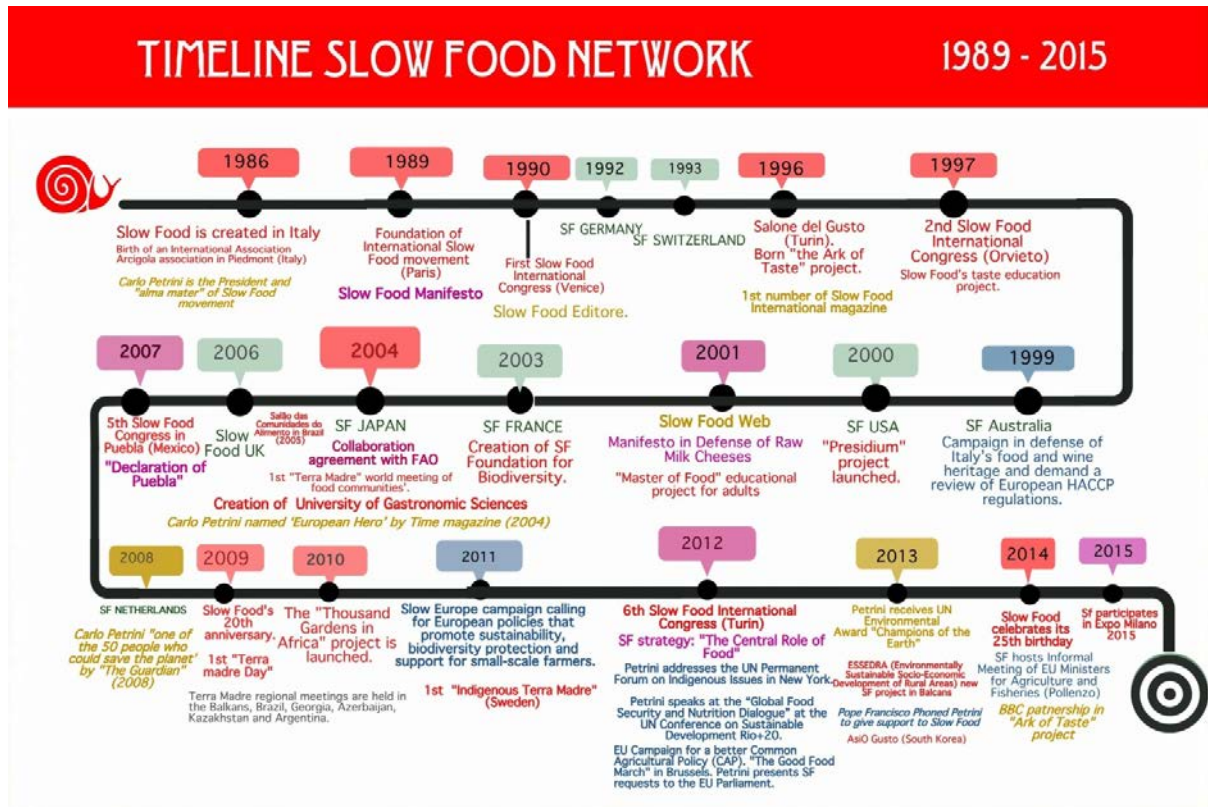 TIMELINE SLOW FOOD NETWORK
1989 - 2015
1986
Slow Food is created in Italy
Birth of an International Association
Arcigola association in Piedmont (Italy)
Carlo Petrini is the President and
"alma mater" of Slow Food
movement
1989
Foundation of
International Slow
Food movement
(Paris)
Slow Food Manifesto
1990
First Slow Food
International
Congress (Venice)
Slow Food Editore.
1992
SF GERMANY
1993
SF SWITZERLAND
1996
Salone del Gusto
(Turin).
Born "the Ark of
Taste" project.
1st number of Slow Food
International magazine
1997
2nd Slow Food
International
Congress (Orvieto)
Slow Food's taste education
project.
1999
SF Australia
Campaign in defense of
Italy's food and wine
heritage and demand a
review of European HACCP
regulations.
2000
SF USA
"Presidium"
project
launched.
2001
Slow Food Web
Manifesto in Defense of Raw
Milk Cheeses
"Master of Food" educational
project for adults
2003
SF FRANCE
Creation of SF
Foundation for
Biodiversity.
2004
SF JAPAN
Collaboration
agreement with FAO
1st "Terra Madre" world meeting of
food communities'.
Creation of University of Gastronomic Sciences
Carlo Petrini named 'European Hero' by Time magazine (2004)
Salão das
Comunidades do
Alimento in Brazil
(2005)
2006
Slow
Food UK
2007
5th Slow Food
Congress in
Puebla (Mexico)
"Declaration of
Puebla"
2008
SF NETHERLANDS
Carlo Petrini "one of
the 50 people who
could save the planet'
by "The Guardian"
(2008)
2009
Slow Food's
20th
anniversary.
1st "Terra
madre Day"
Terra Madre regional meetings are held in
the Balkans, Brazil, Georgia, Azerbaijan,
Kazakhstan and Argentina.
2010
The "Thousand
Gardens in
Africa" project is
launched.
2011
Slow Europe campaign calling
for European policies that
promote sustainability,
biodiversity protection and
support for small-scale farmers.
1st "Indigenous Terra Madre"
(Sweden)
2012
6th Slow Food International
Congress (Turin)
SF strategy: "The Central Role of
Food"
Petrini addresses the UN Permanent
Forum on Indigenous Issues in New York.
Petrini speaks at the "Global Food
Security and Nutrition Dialogue" at the
UN Conference on Sustainable
Development Rio+20.
EU Campaign for a better Common
Agricultural Policy (CAP). "The Good Food
March" in Brussels. Petrini presents SF
requests to the EU Parliament.
2013
Petrini receives UN
Environmental
Award "Champions of the
Earth"
ESSEDRA (Environmentally
Sustainable Socio-Economic
Development of Rural Areas) new
SF project in Balcans
Pope Francisco Phoned Petrini
to give support to Slow Food
AsiO Gusto (South Korea)
2014
Slow Food
celebrates its
25th birthday
SF hosts Informal
Meeting of EU Ministers
for Agriculture and
Fisheries (Pollenzo)
BBC patnership in
"Ark of Taste"
project
2015
Sf participates
in Expo Milano
2015